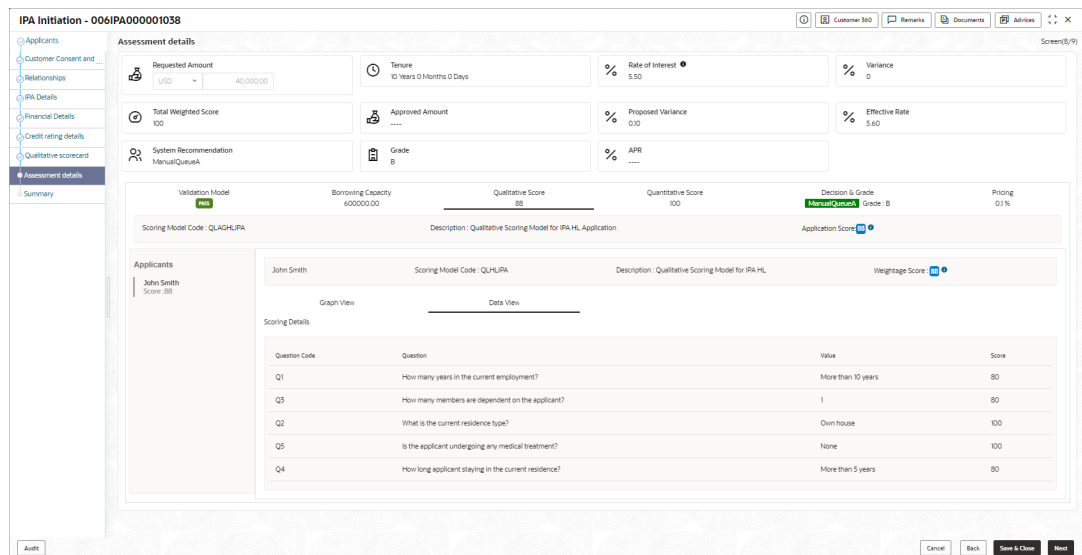 IPA Initiation - 006IPA000001038
Customer 360
Remarks
Documents
Advices
Applicants
Customer Consent and ...
Relationships
IPA Details
Financial Details
Credit rating details
Qualitative scorecard
Assessment details
Summary
Assessment details
Screen(8/9)
Requested Amount
USD 40,000.00
Tenure
10 Years 0 Months 0 Days
Rate of Interest
5.50
Variance
0
Total Weighted Score
100
Approved Amount
----
Proposed Variance
0.10
Effective Rate
5.60
System Recommendation
ManualQueueA
Grade
B
APR
----
Validation Model
PASS
Borrowing Capacity
600000.00
Qualitative Score
88
Quantitative Score
100
Decision & Grade
ManualQueueA Grade : B
Pricing
0.1 %
Scoring Model Code : QLAGHLIPA Description : Qualitative Scoring Model for IPA HL Application Application Score: 88
Applicants
John Smith
Score :88
John Smith Scoring Model Code : QLHLIPA Description : Qualitative Scoring Model for IPA HL Weightage Score : 88
Graph View Data View
Scoring Details
Question Code Question Value Score
Q1 How many years in the current employment? More than 10 years 80
Q3 How many members are dependent on the applicant? 1 80
Q2 What is the current residence type? Own house 100
Q5 Is the applicant undergoing any medical treatment? None 100
Q4 How long applicant staying in the current residence? More than 5 years 80
Audit
Cancel Back Save & Close Next